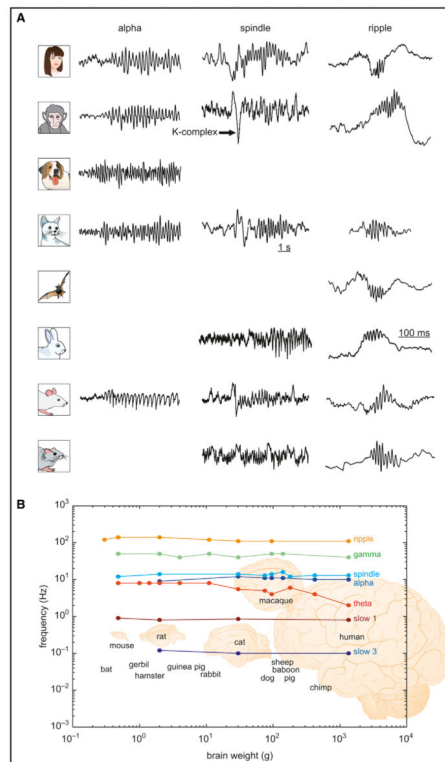 A
alpha spindle ripple
K-complex
1 s
100 ms
B
10³
10²
10¹
10⁰
10⁻¹
10⁻²
10⁻³
frequency (Hz)
ripple
gamma
spindle
alpha
theta
slow 1
slow 3
macaque
mouse
rat
cat
human
bat
gerbil
hamster
guinea pig
rabbit
dog
sheep
baboon
pig
chimp
10⁻¹ 10⁰ 10¹ 10² 10³ 10⁴
brain weight (g)